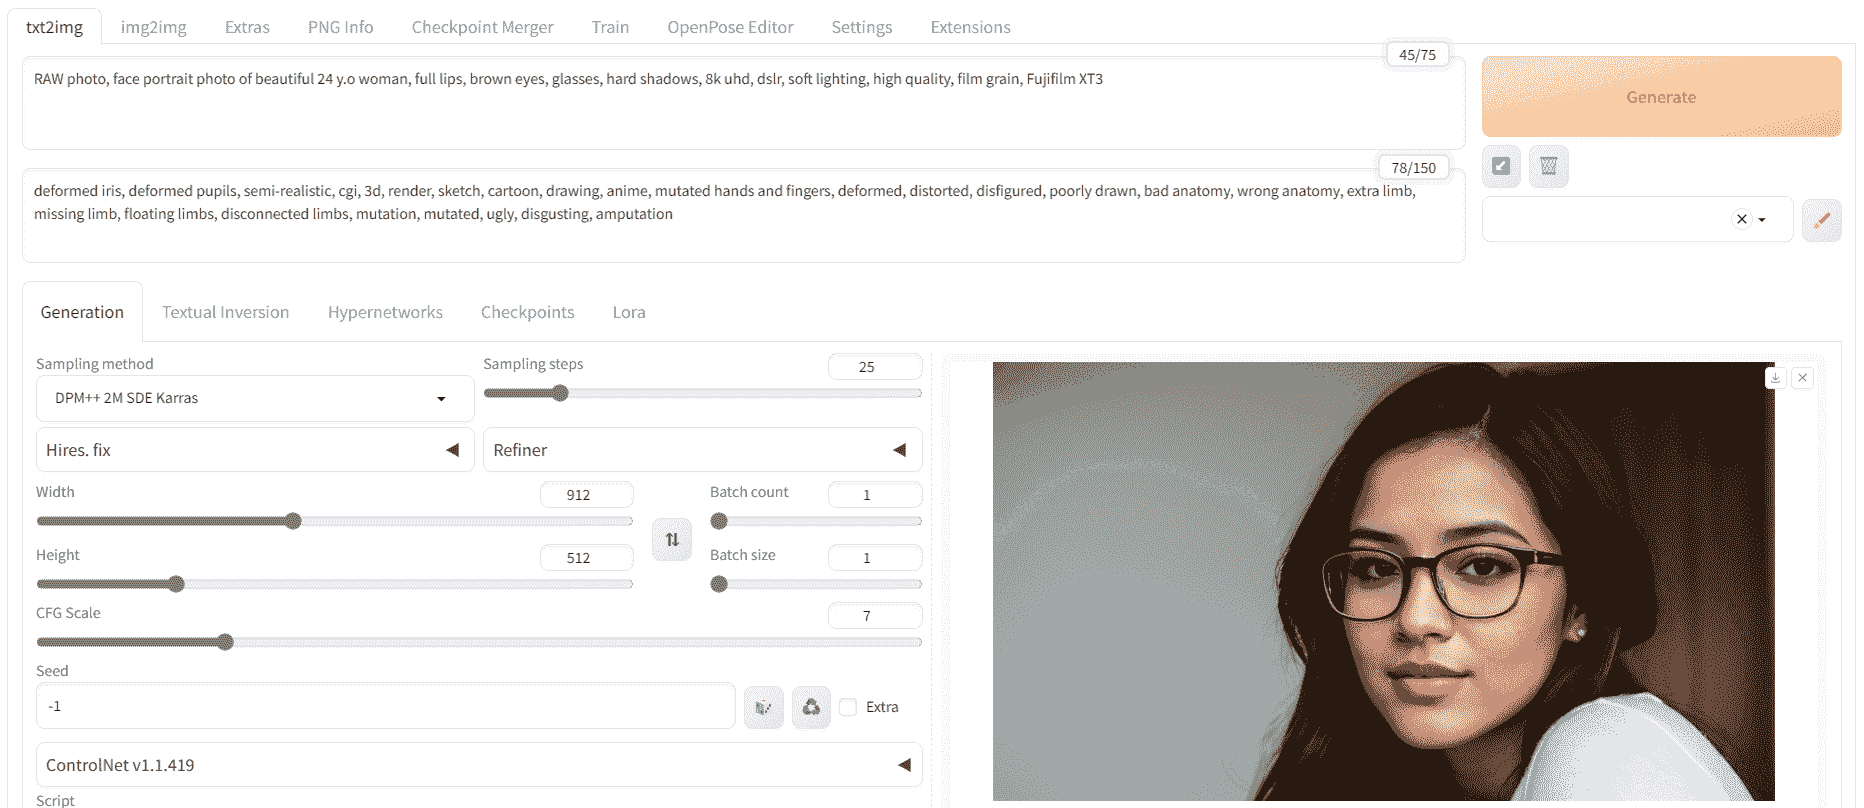 txt2img img2img Extras PNG Info Checkpoint Merger Train OpenPose Editor Settings Extensions
45/75
RAW photo, face portrait photo of beautiful 24 y.o woman, full lips, brown eyes, glasses, hard shadows, 8k uhd, dslr, soft lighting, high quality, film grain, Fujifilm XT3
Generate
78/150
deformed iris, deformed pupils, semi-realistic, cgi, 3d, render, sketch, cartoon, drawing, anime, mutated hands and fingers, deformed, distorted, disfigured, poorly drawn, bad anatomy, wrong anatomy, extra limb,
missing limb, floating limbs, disconnected limbs, mutation, mutated, ugly, disgusting, amputation
Generation Textual Inversion Hypernetworks Checkpoints Lora
Sampling method Sampling steps 25
DPM++ 2M SDE Karras
Hires. fix Refiner
Width 912 Batch count 1
Height 512 Batch size 1
CFG Scale 7
Seed
-1 Extra
ControlNet v1.1.419
Script